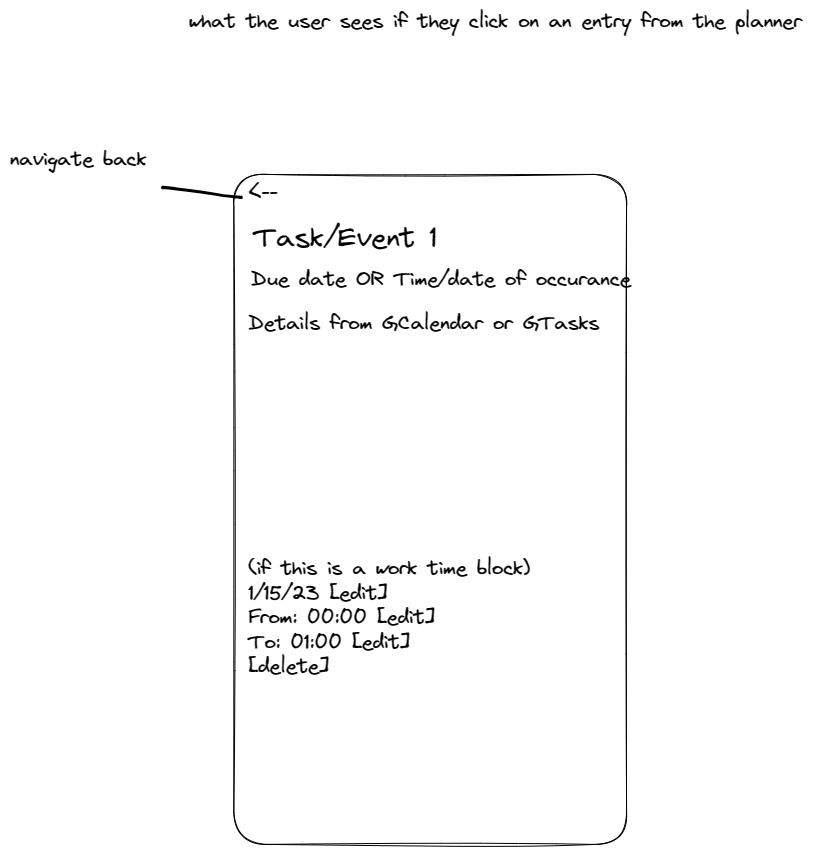 what the user sees if they click on an entry from the planner
navigate back
<--
Task/Event 1
Due date OR Time/date of occurance
Details from GCalendar or GTasks
(if this is a work time block)
1/15/23 [edit]
From: 00:00 [edit]
To: 01:00 [edit]
[delete]